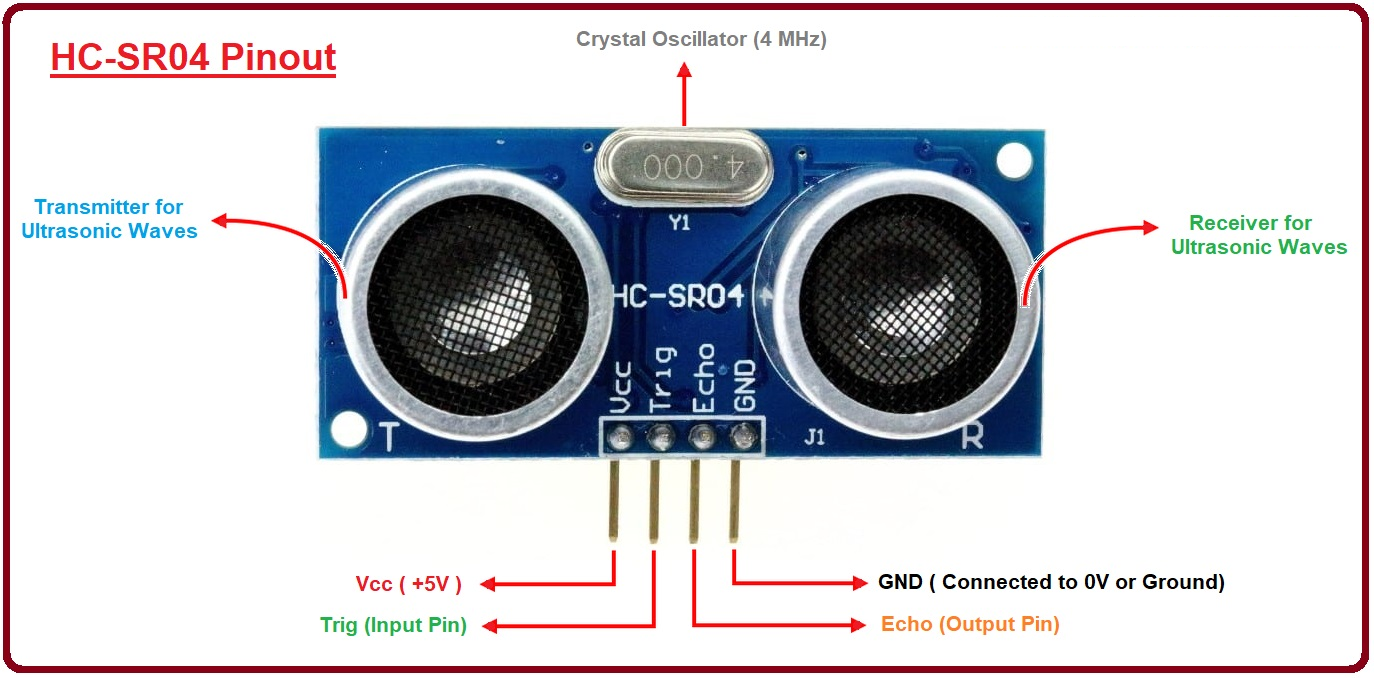 HC-SR04 Pinout
Crystal Oscillator (4 MHz)
4.000
Transmitter for
Ultrasonic Waves
Y1
Receiver for
Ultrasonic Waves
HC-SR04
Vcc
Trig
Echo
GND
T
J1
R
Vcc ( +5V )
GND ( Connected to 0V or Ground)
Trig (Input Pin)
Echo (Output Pin)